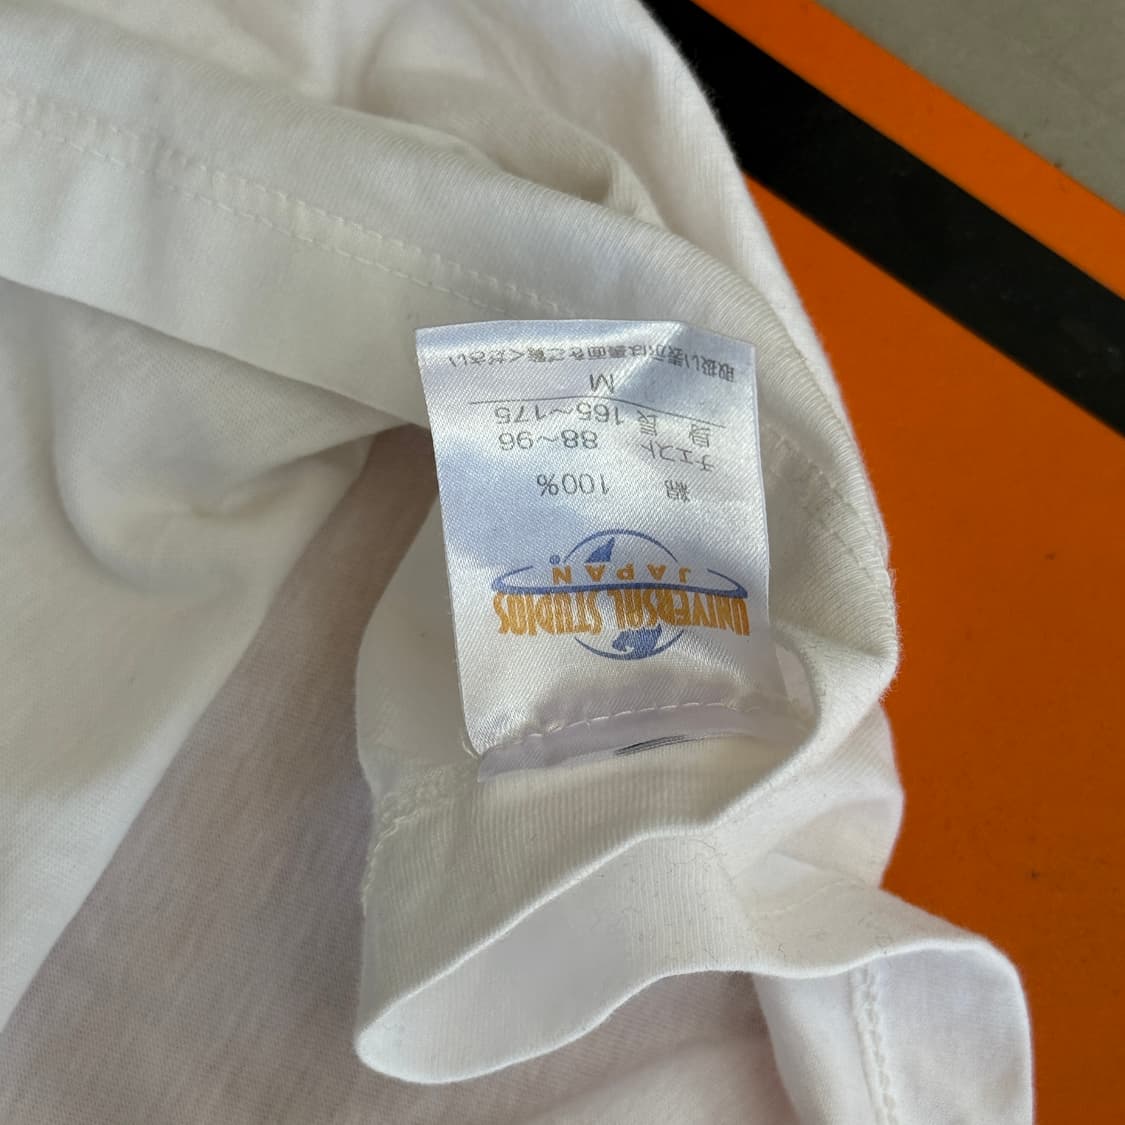 UNIVERSAL STUDIOS
JAPAN®
綿 100%
チェスト 88~96
身長 165~175
M
取扱い表示は裏面をご覧ください